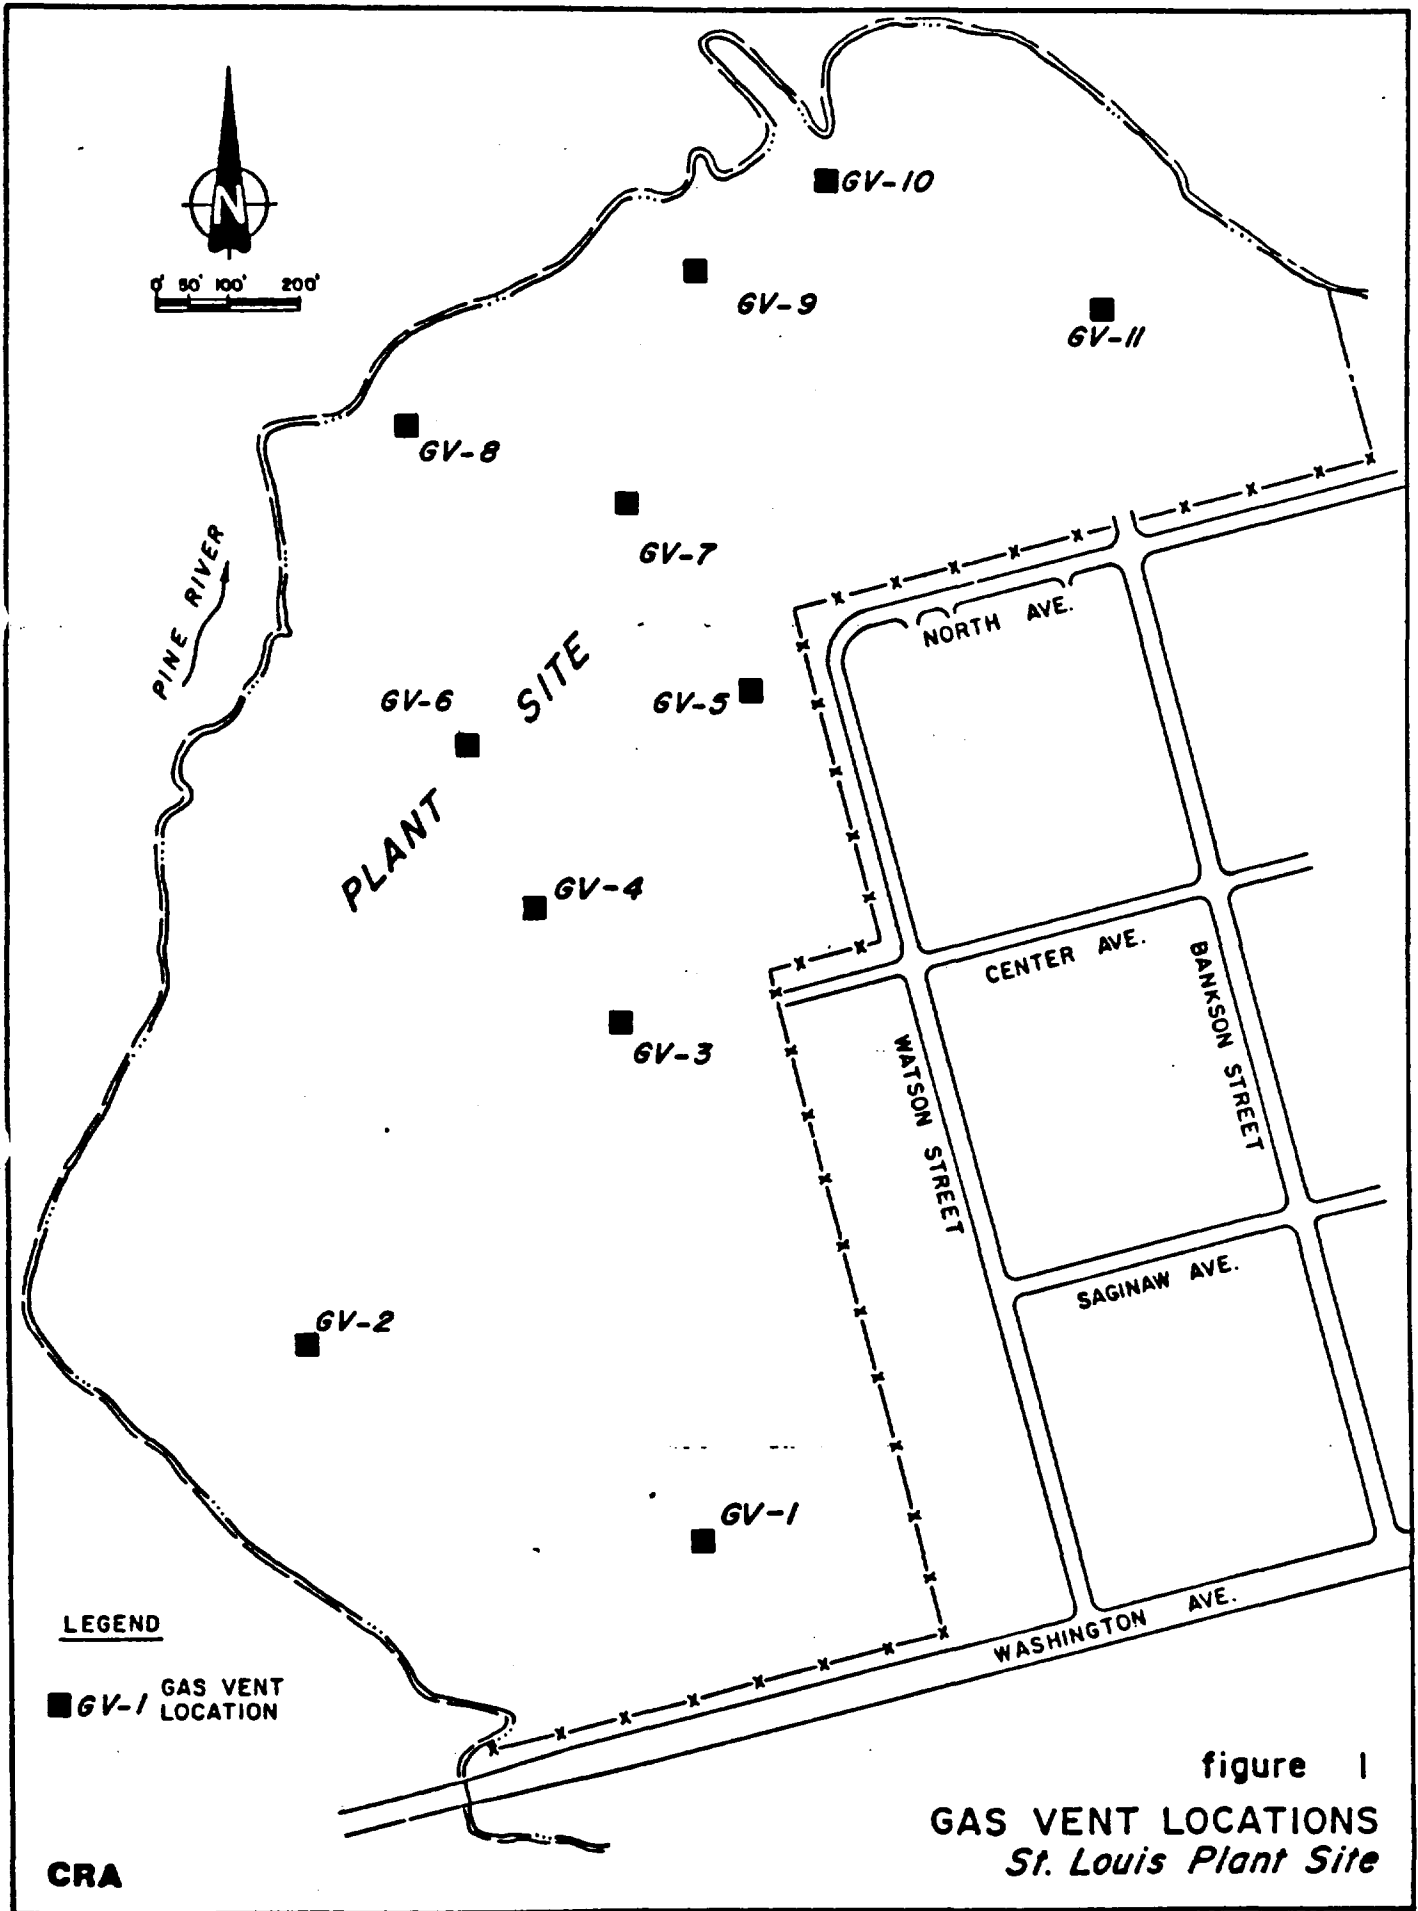 GV-10
N
0' 50' 100' 200'
GV-9
GV-11
GV-8
GV-7
PINE RIVER
NORTH AVE.
PLANT SITE
GV-6
GV-5
GV-4
CENTER AVE.
BANKSON STREET
GV-3
WATSON STREET
SAGINAW AVE.
GV-2
GV-1
WASHINGTON AVE.
LEGEND
GV-1 GAS VENT
LOCATION
figure 1
GAS VENT LOCATIONS
St. Louis Plant Site
CRA